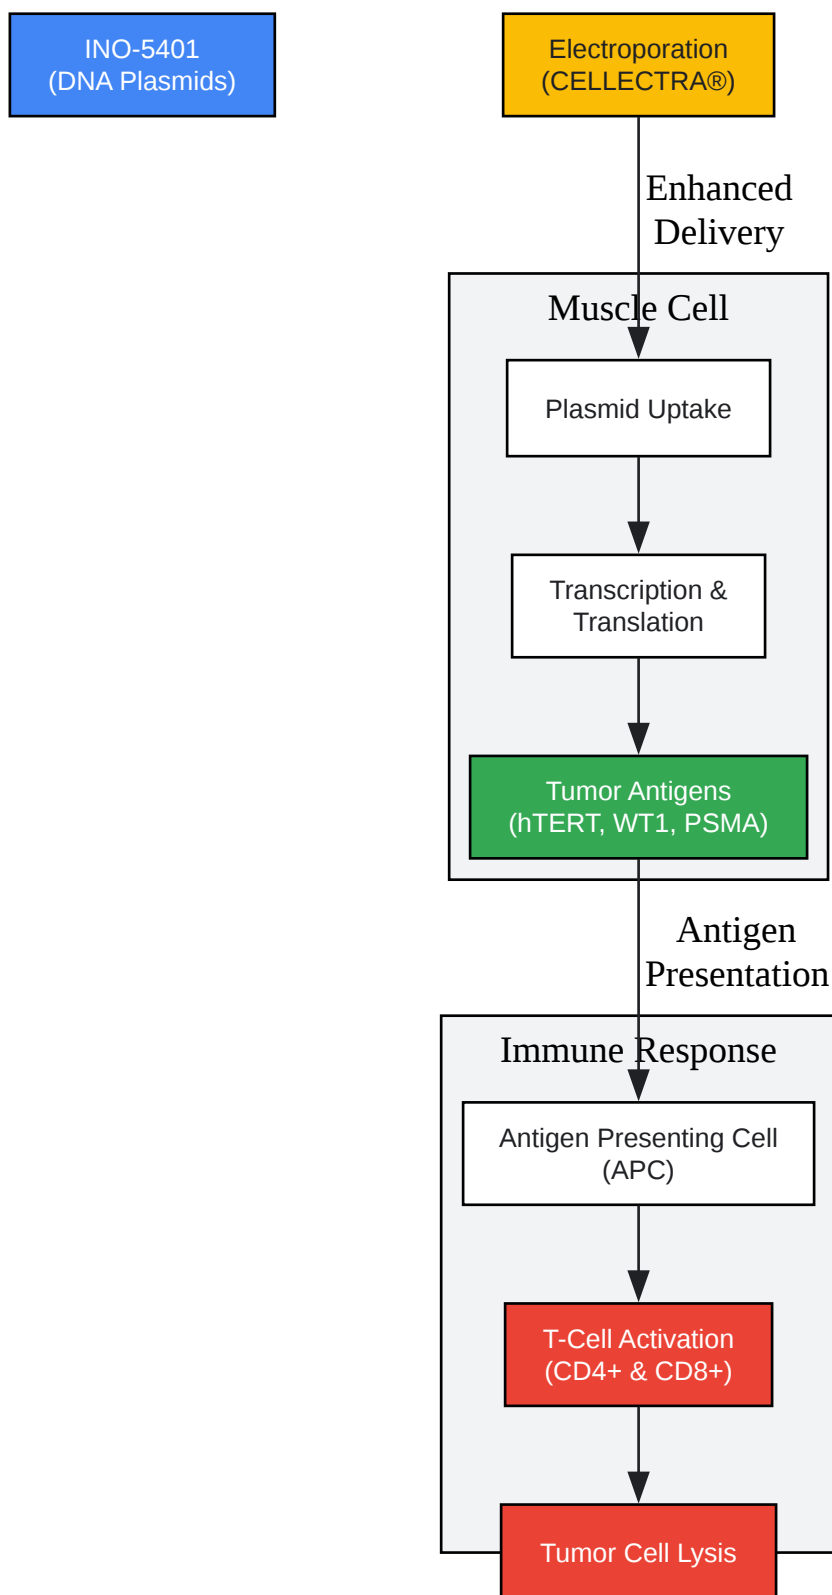 INO-5401
(DNA Plasmids)
Electroporation
(CELLECTRA®)
Enhanced
Delivery
Muscle Cell
Plasmid Uptake
Transcription &
Translation
Tumor Antigens
(hTERT, WT1, PSMA)
Antigen
Presentation
Immune Response
Antigen Presenting Cell
(APC)
T-Cell Activation
(CD4+ & CD8+)
Tumor Cell Lysis